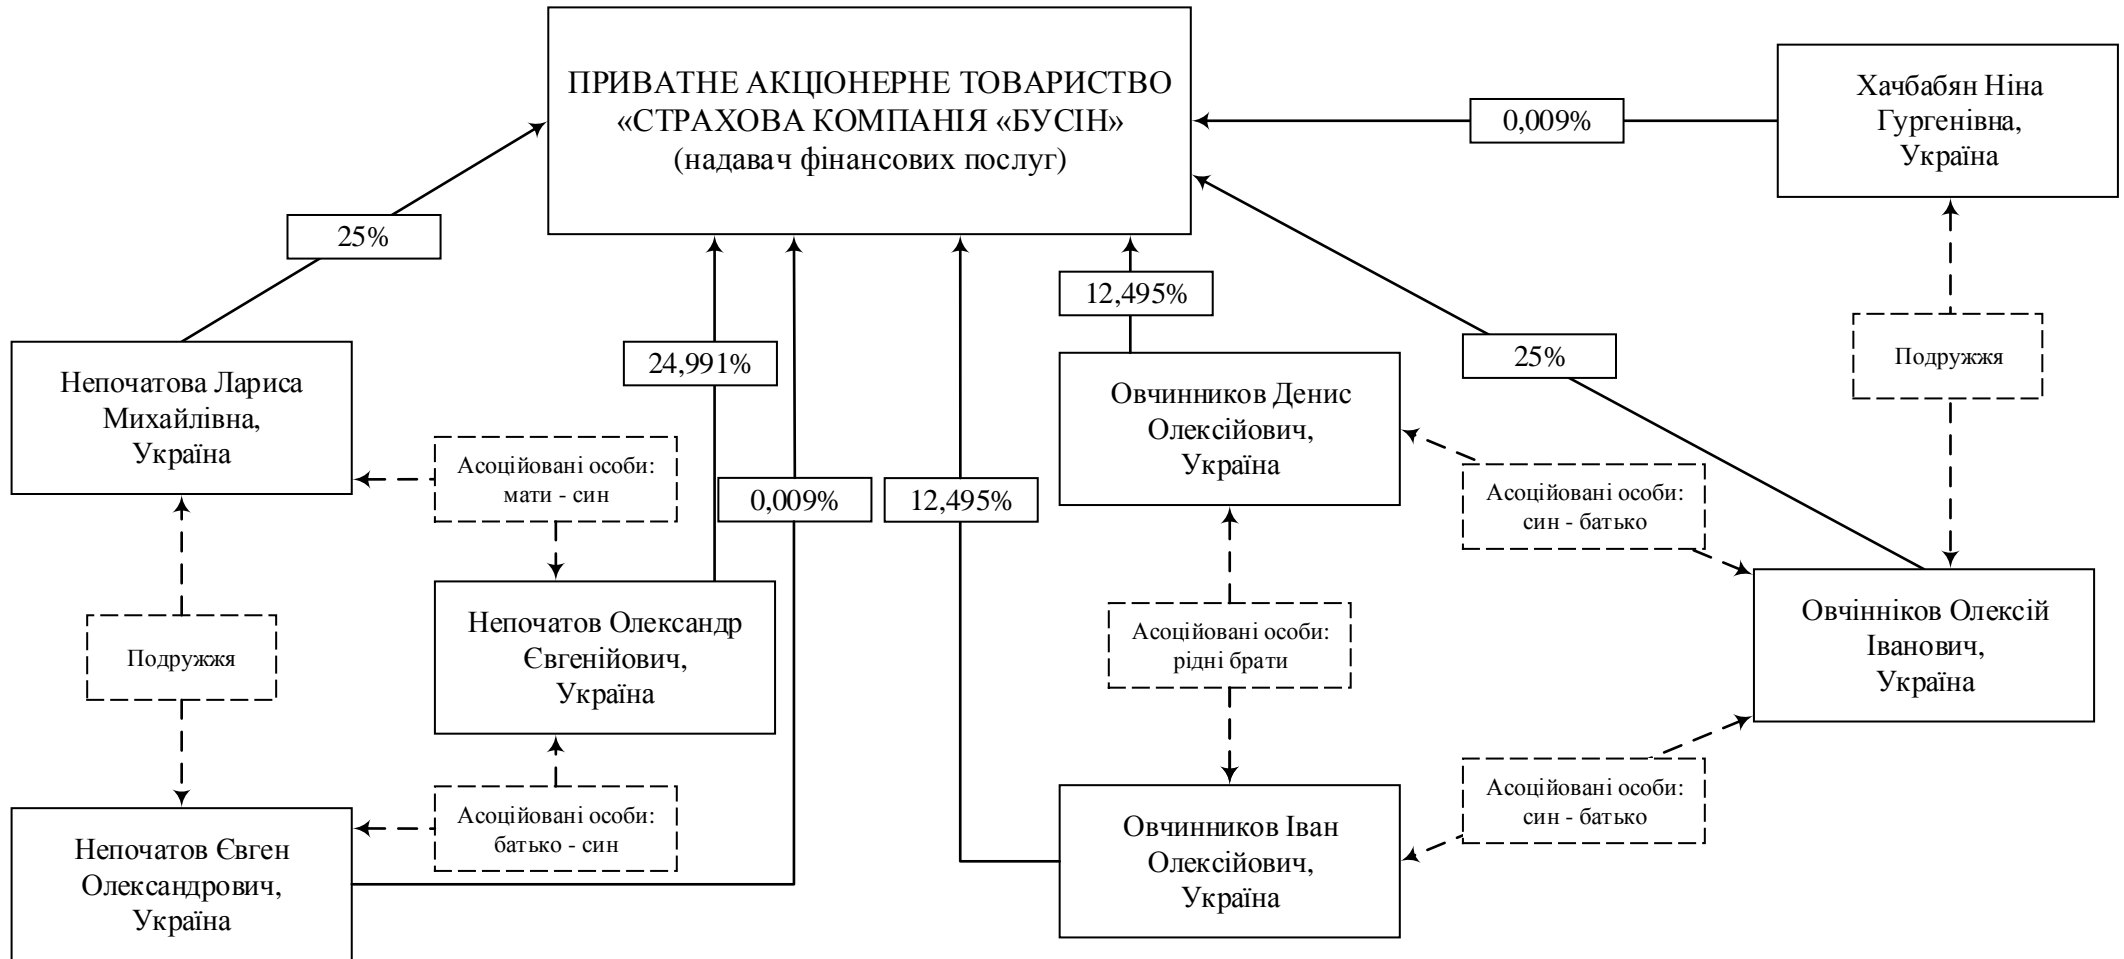 ПРИВАТНЕ АКЦІОНЕРНЕ ТОВАРИСТВО
«СТРАХОВА КОМПАНІЯ «БУСІН»
(надавач фінансових послуг)
Хачбабян Ніна
Гургенівна,
Україна
0,009%
25%
12,495%
24,991%
25%
Подружжя
Непочатова Лариса
Михайлівна,
Україна
Овчинников Денис
Олексійович,
Україна
Асоційовані особи:
мати - син
0,009%
12,495%
Асоційовані особи:
син - батько
Непочатов Олександр
Євгенійович,
Україна
Подружжя
Асоційовані особи:
рідні брати
Овчінніков Олексій
Іванович,
Україна
Асоційовані особи:
батько - син
Асоційовані особи:
син - батько
Непочатов Євген
Олександрович,
Україна
Овчинников Іван
Олексійович,
Україна